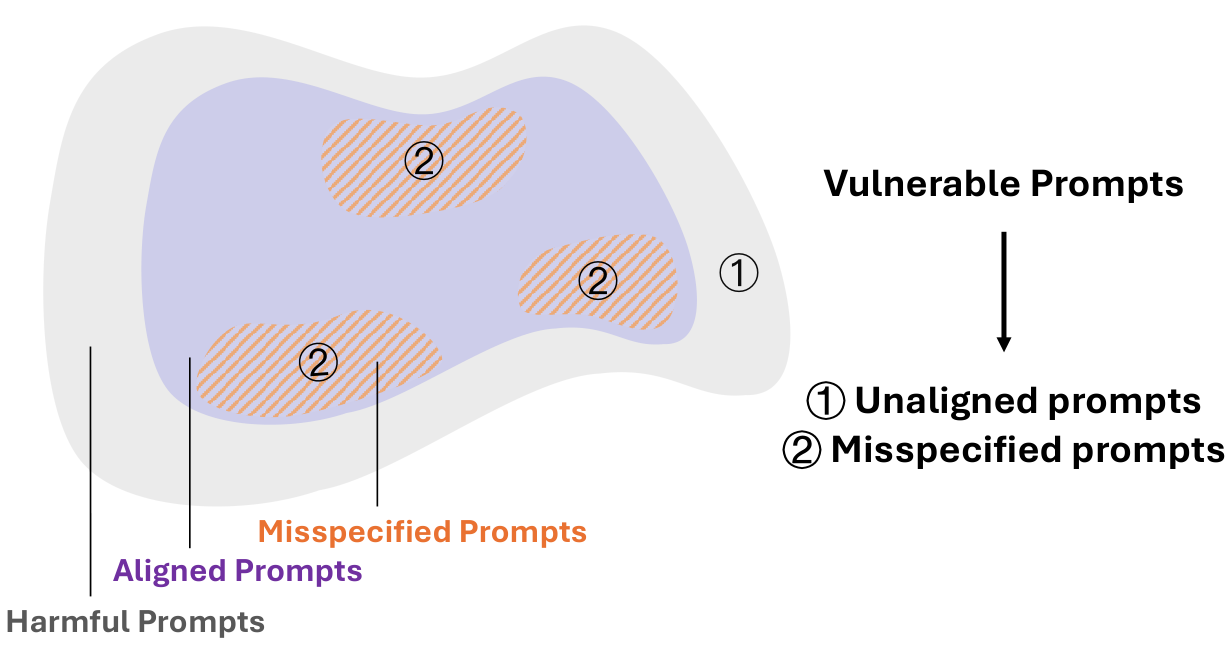 ②
Vulnerable Prompts
②
①
②
① Unaligned prompts
② Misspecified prompts
Misspecified Prompts
Aligned Prompts
Harmful Prompts